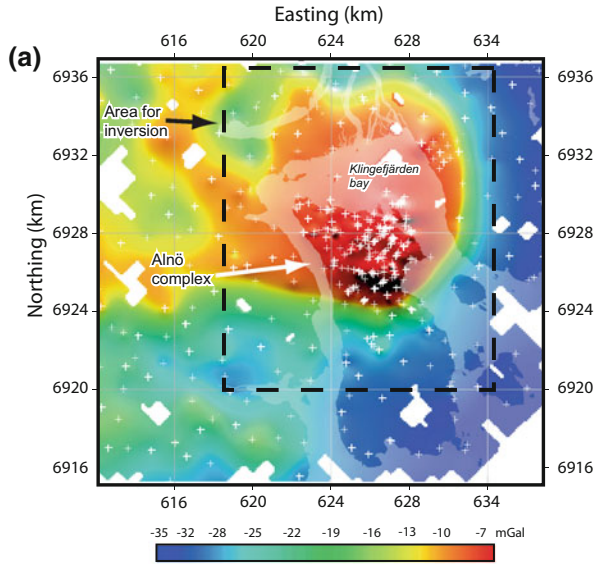 Easting (km)
616 620 624 628 634
(a)
6936
6932
6928
6924
6920
6916
Northing (km)
Area for
inversion
Klingefjärden
bay
Alnö
complex
6936
6932
6928
6924
6920
6916
616 620 624 628 634
-35 -32 -28 -25 -22 -19 -16 -13 -10 -7 mGal